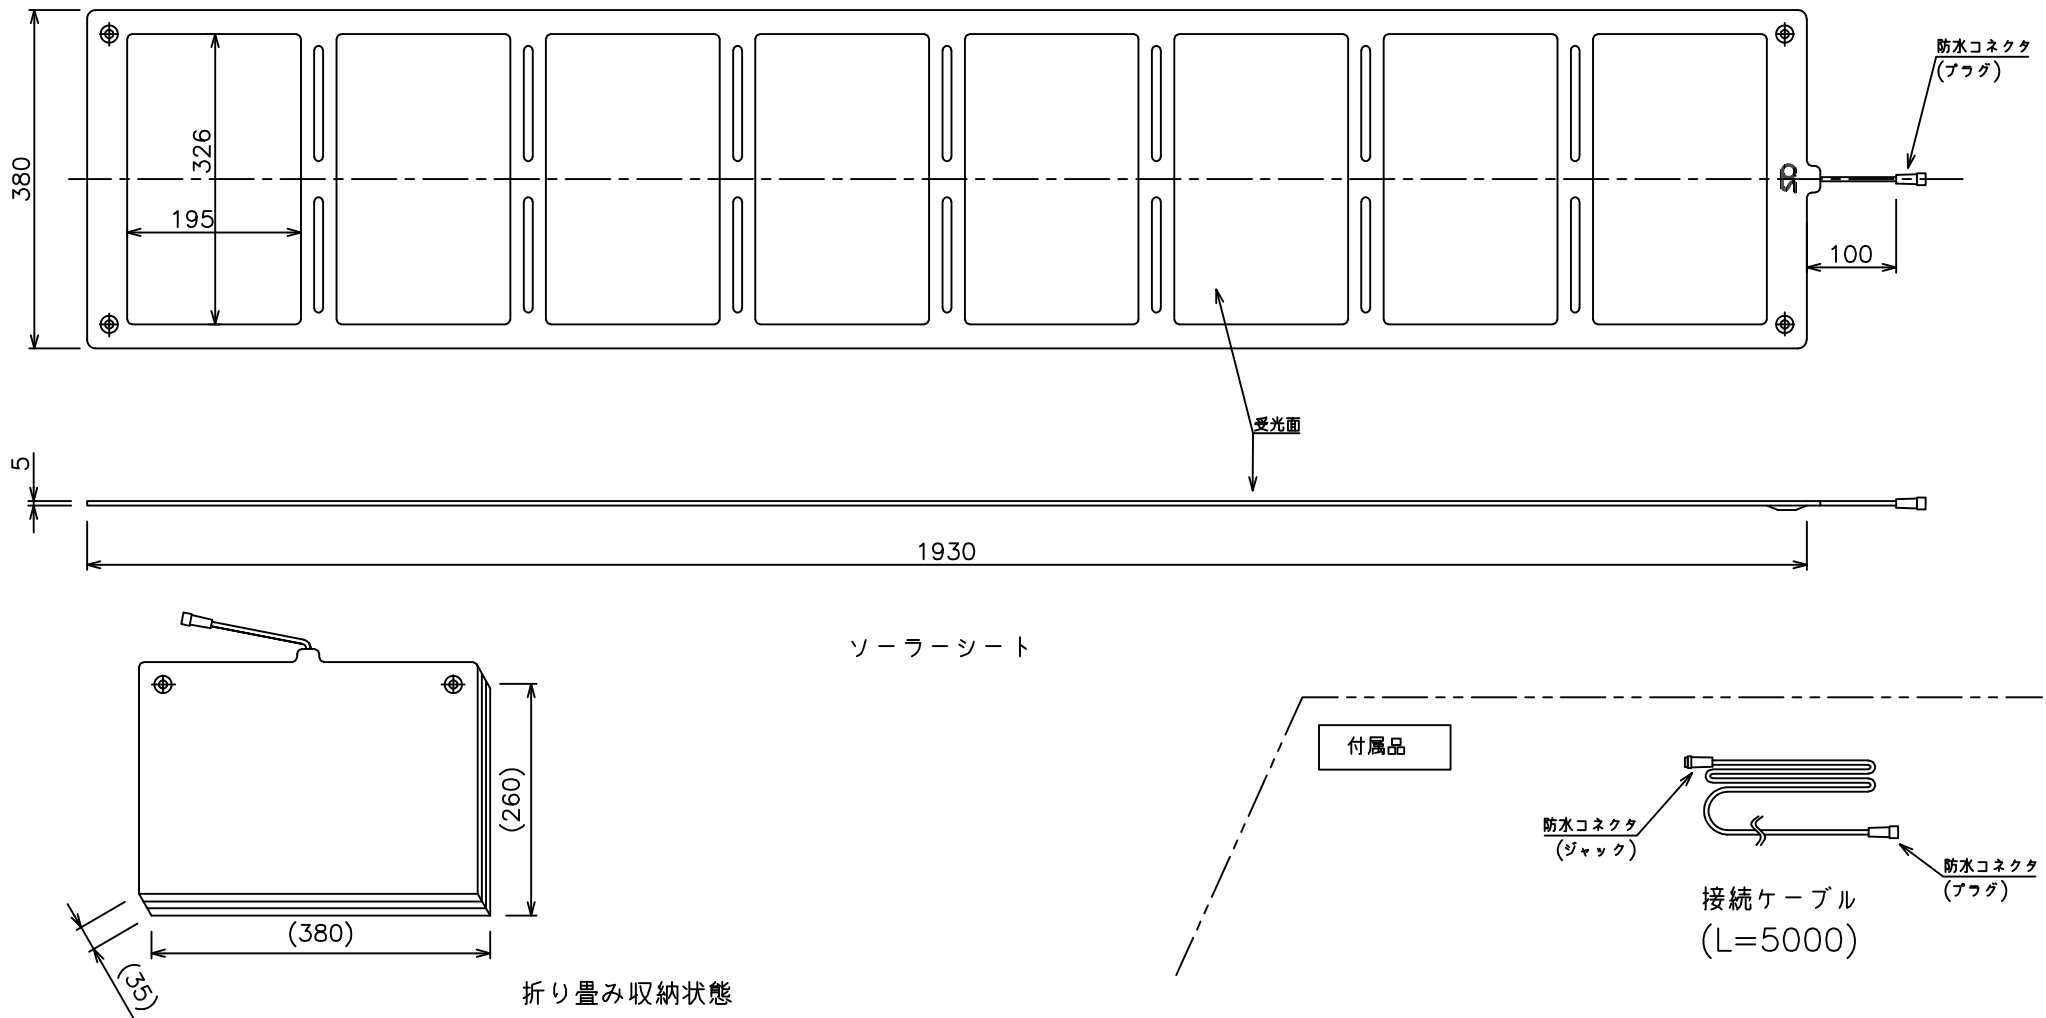 防水コネクタ
(プラグ)
380
326
195
100
受光面
5
1930
ソーラーシート
付属品
(260)
防水コネクタ
(ジャック)
防水コネクタ
(プラグ)
接続ケーブル
(L=5000)
(380)
(35)
折り畳み収納状態